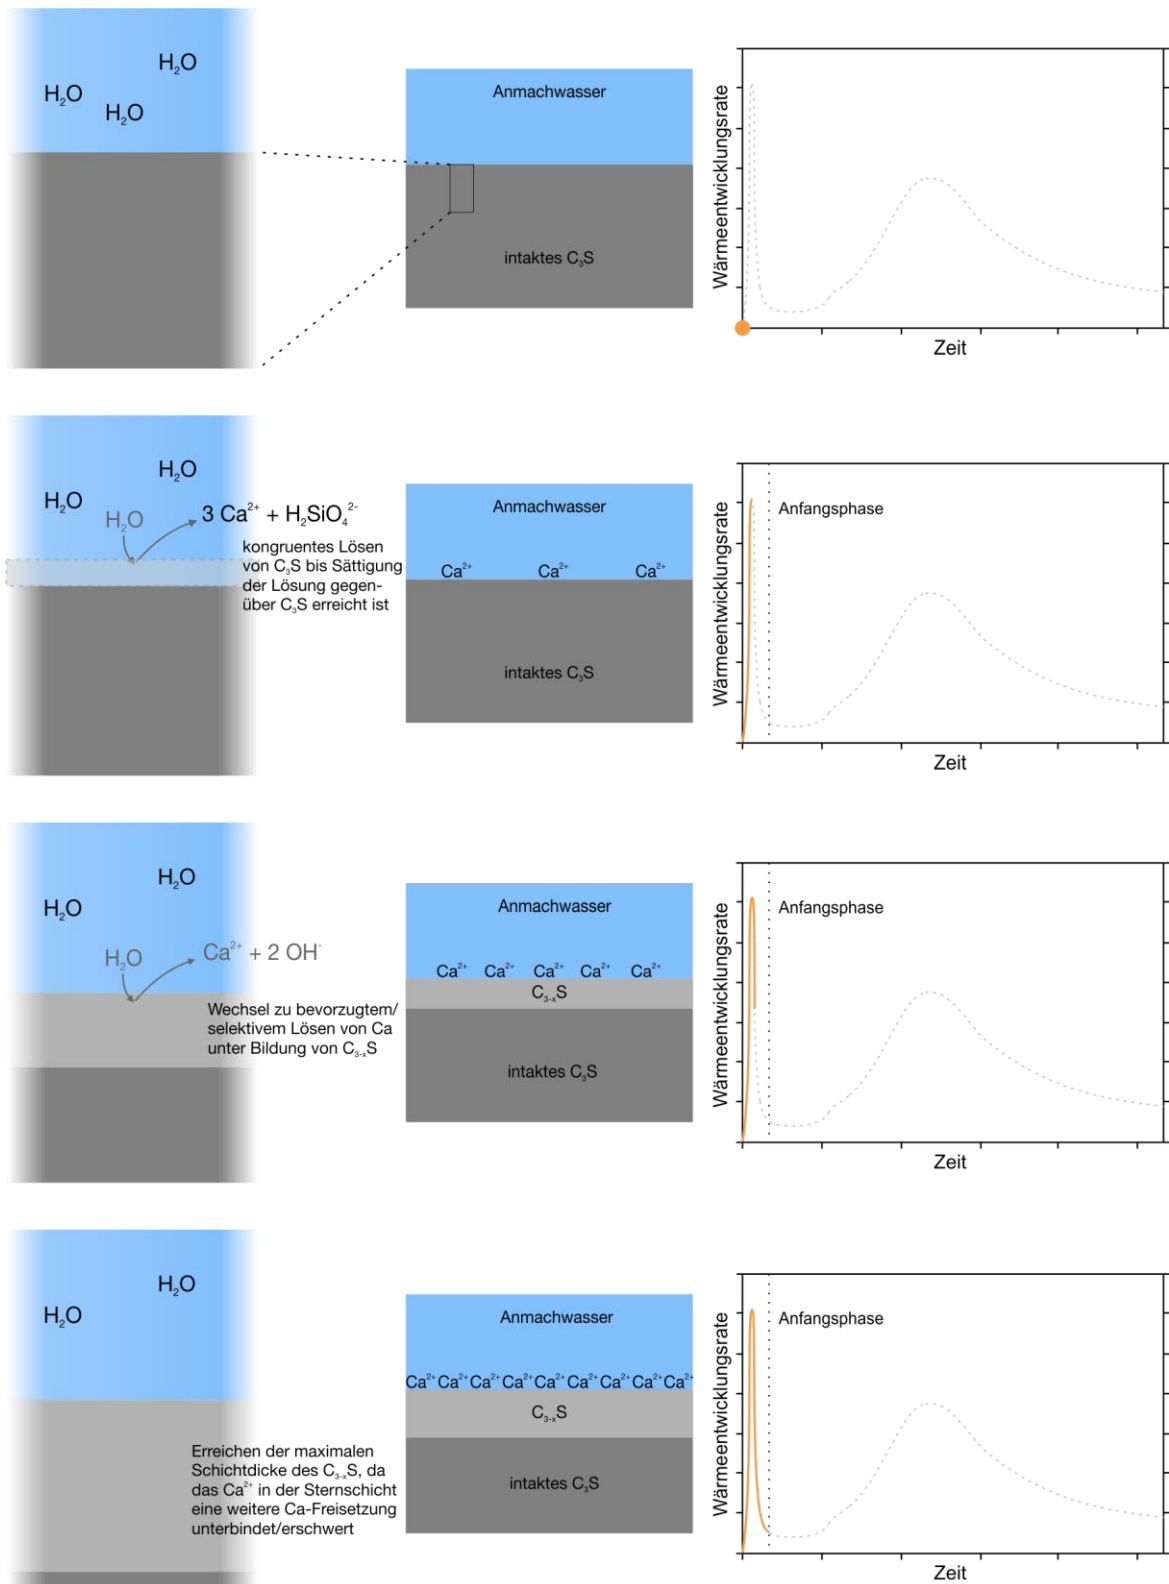 H₂O
H₂O
H₂O
Anmachwasser
intaktes C₃S
Wärmeentwicklungsrate
Zeit
H₂O
H₂O
H₂O
3 Ca²⁺ + H₂SiO₄²⁻
kongruentes Lösen
von C₃S bis Sättigung
der Lösung gegen-
über C₃S erreicht ist
Anmachwasser
Ca²⁺ Ca²⁺ Ca²⁺
intaktes C₃S
Wärmeentwicklungsrate
Anfangphase
Zeit
H₂O
H₂O
H₂O
Ca²⁺ + 2 OH⁻
Wechsel zu bevorzugtem/
selektivem Lösen von Ca
unter Bildung von C₃₋ₓS
Anmachwasser
Ca²⁺ Ca²⁺ Ca²⁺ Ca²⁺ Ca²⁺
C₃₋ₓS
intaktes C₃S
Wärmeentwicklungsrate
Anfangsphase
Zeit
H₂O
H₂O
Erreichen der maximalen
Schichtdicke des C₃₋ₓS, da
das Ca²⁺ in der Sternschicht
eine weitere Ca-Freisetzung
unterbindet/erschwert
Anmachwasser
Ca²⁺ Ca²⁺ Ca²⁺ Ca²⁺ Ca²⁺ Ca²⁺ Ca²⁺ Ca²⁺ Ca²⁺
C₃₋ₓS
intaktes C₃S
Wärmeentwicklungsrate
Anfangsphase
Zeit